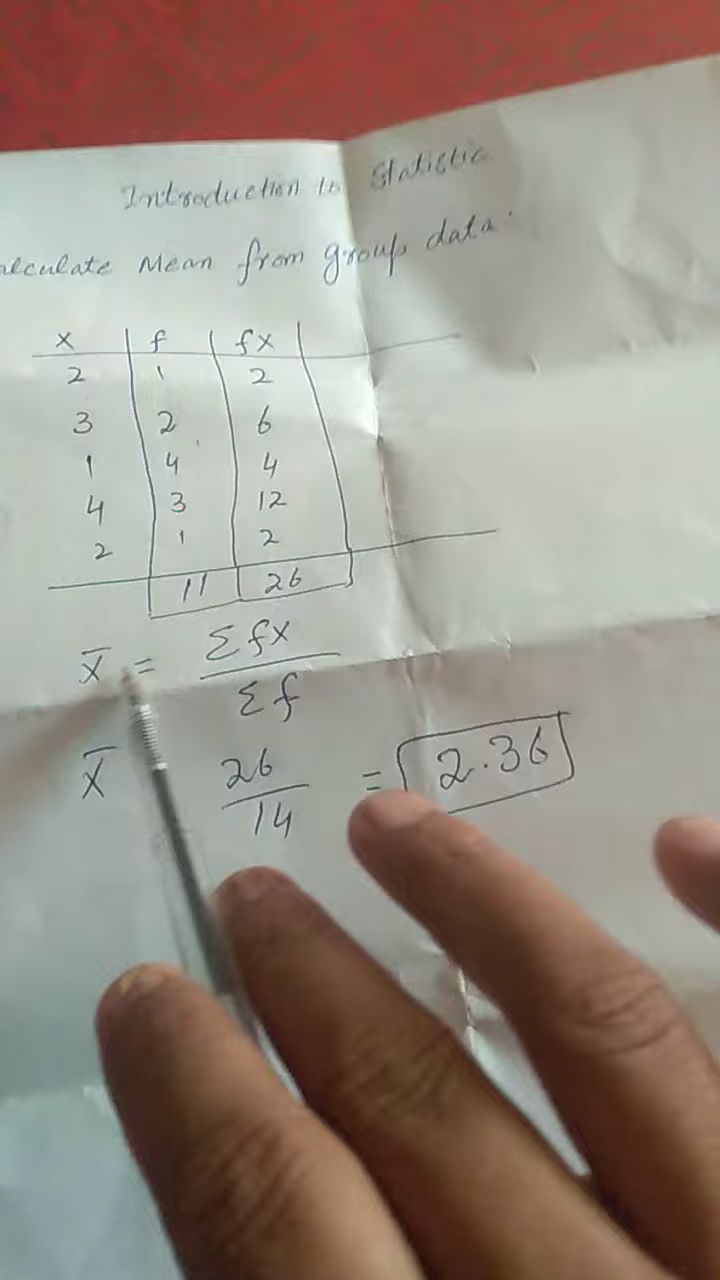 Introduction to Statistic
alculate Mean from group data.
x f fx
2 1 2
3 2 6
1 4 4
4 3 12
2 1 2
11 26
x̄ = Σfx / Σf
x̄ 26 / 14 = 2.36